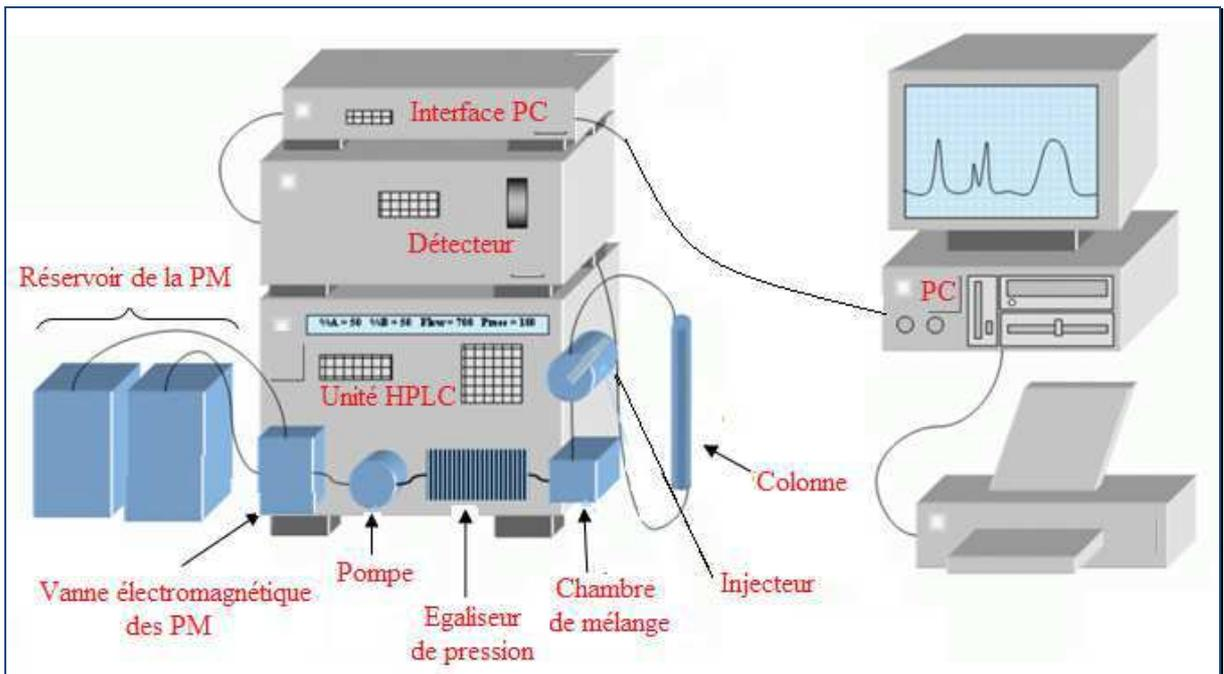 Interface PC
Détecteur
Réservoir de la PM
PC
%A = 50 %B = 50 Flow = 700 Pmax = 100
Unité HPLC
Colonne
Pompe
Injecteur
Vanne électromagnétique
des PM
Chambre
de mélange
Egaliseur
de pression